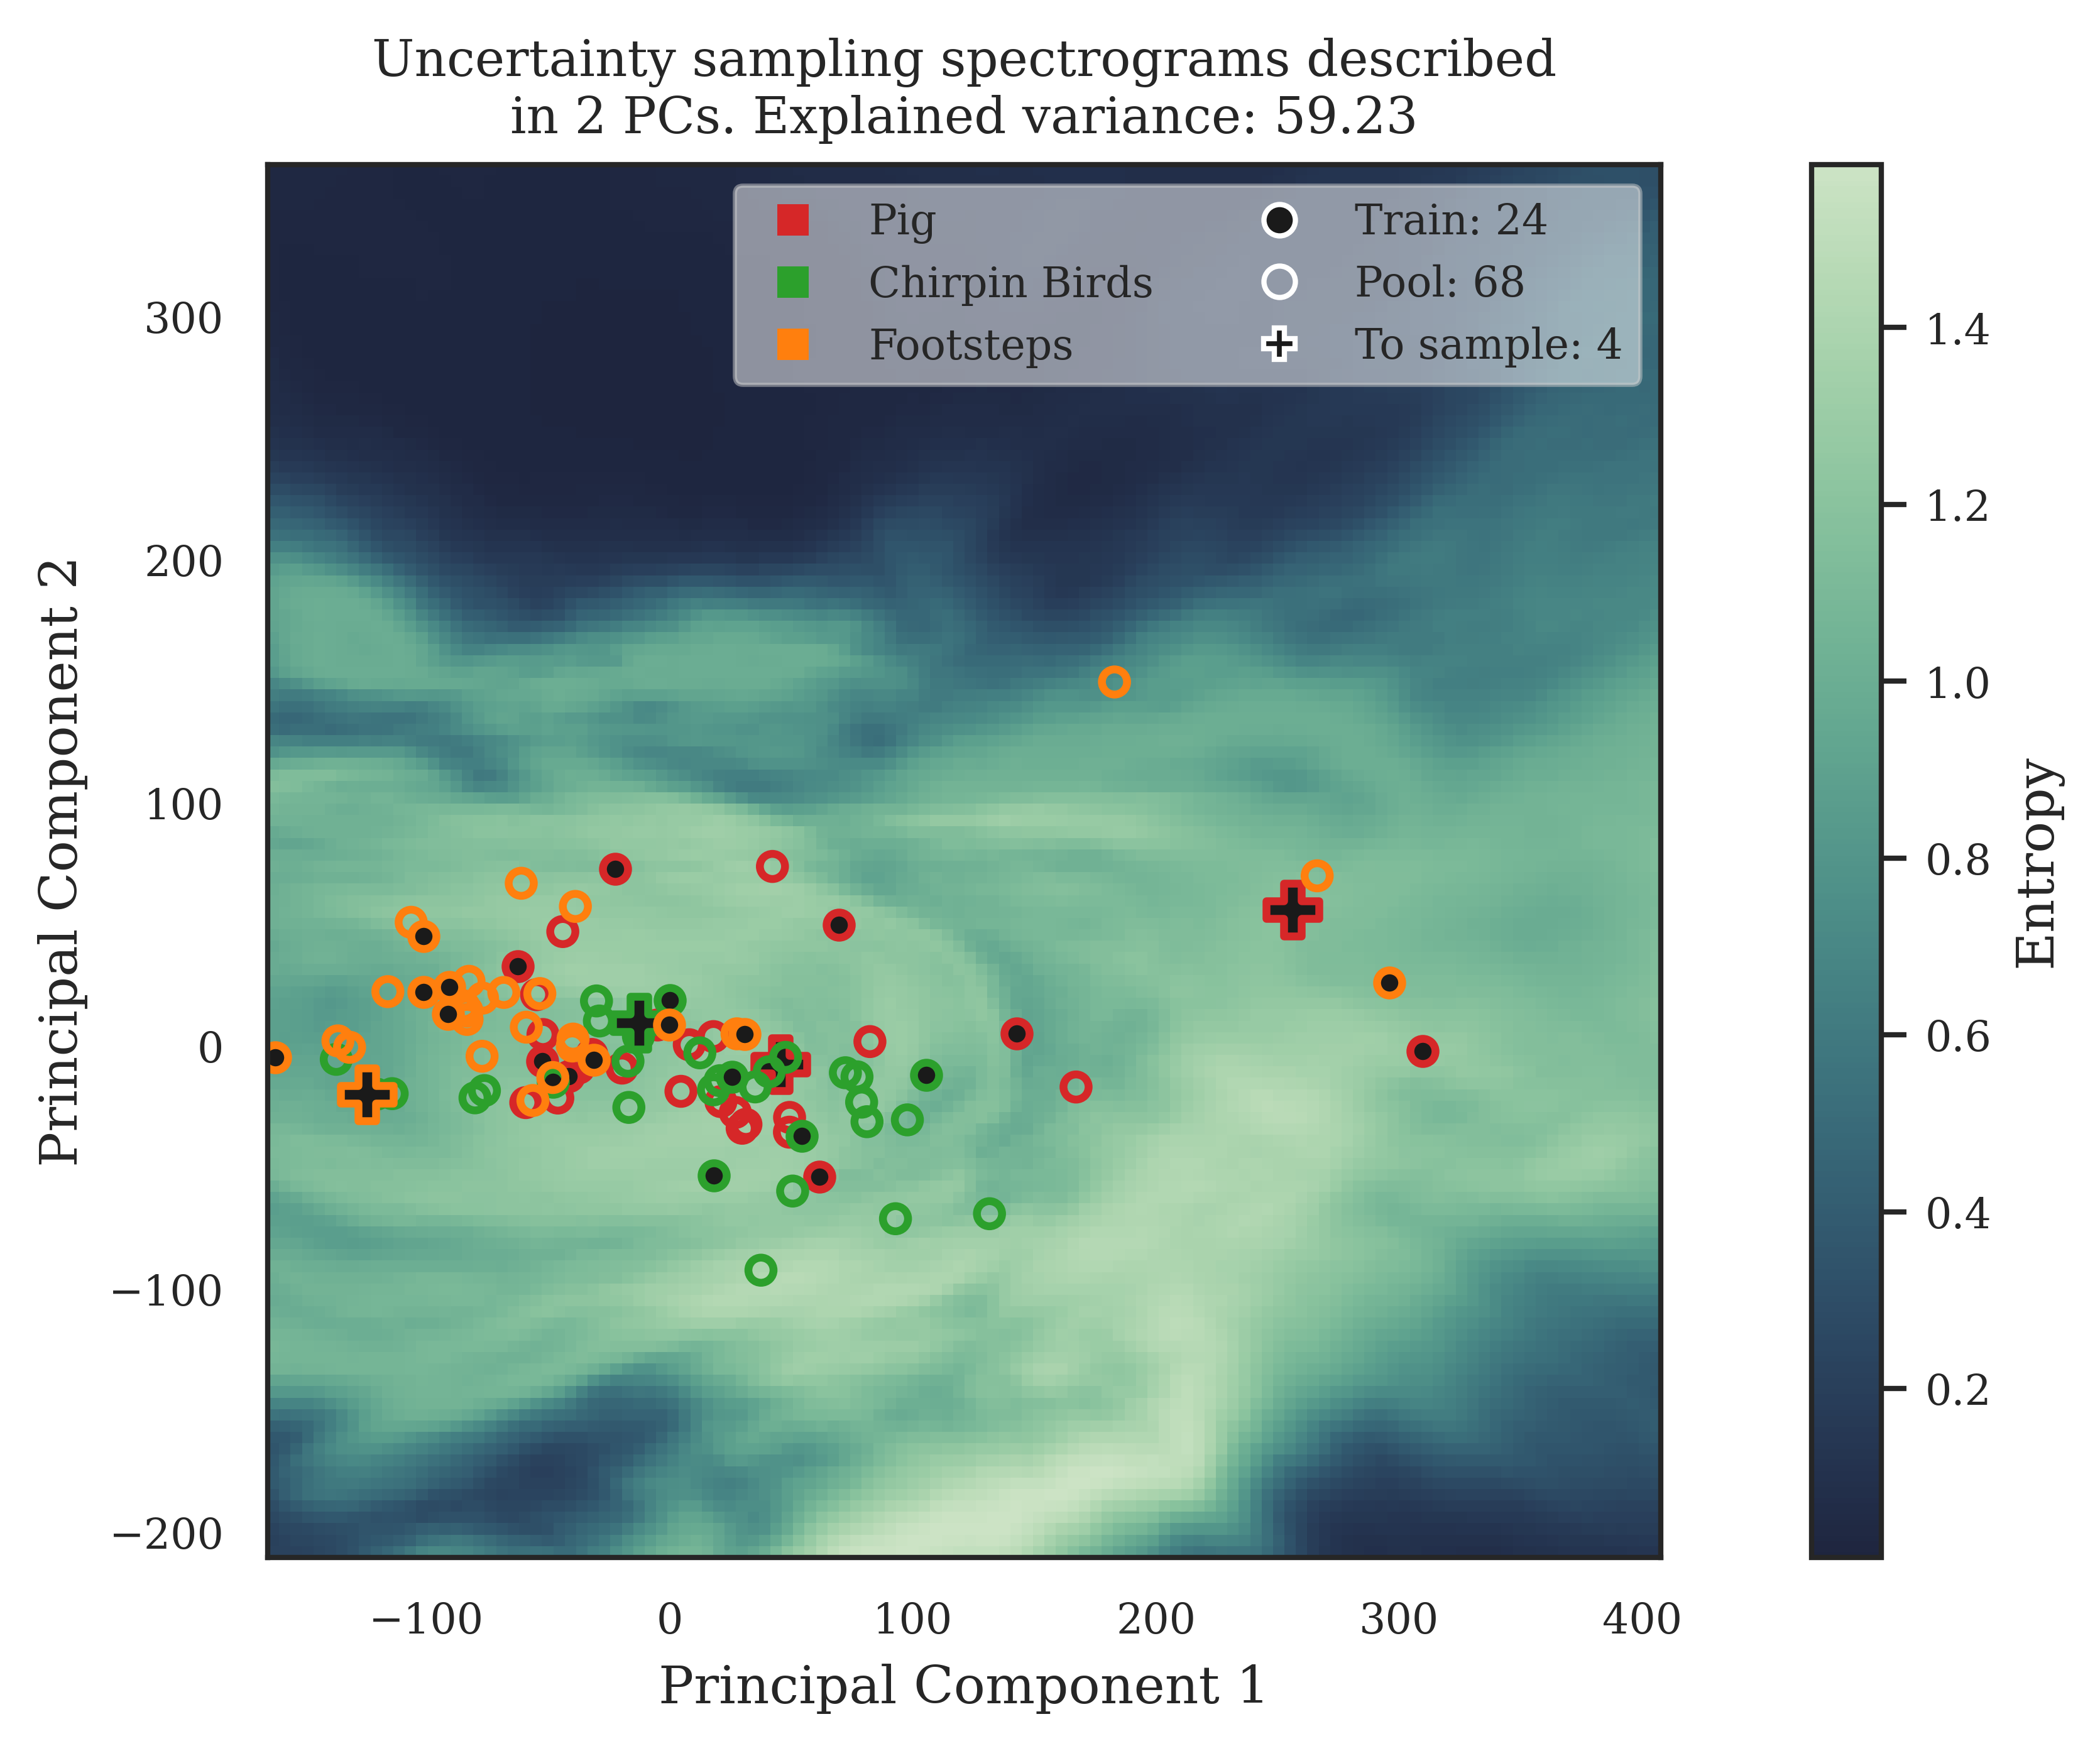 Uncertainty sampling spectrograms described
in 2 PCs. Explained variance: 59.23
Pig
Chirpin Birds
Footsteps
Train: 24
Pool: 68
To sample: 4
Principal Component 2
300
200
100
0
−100
−200
−100
0
100
200
300
400
Principal Component 1
1.4
1.2
1.0
0.8
0.6
0.4
0.2
Entropy